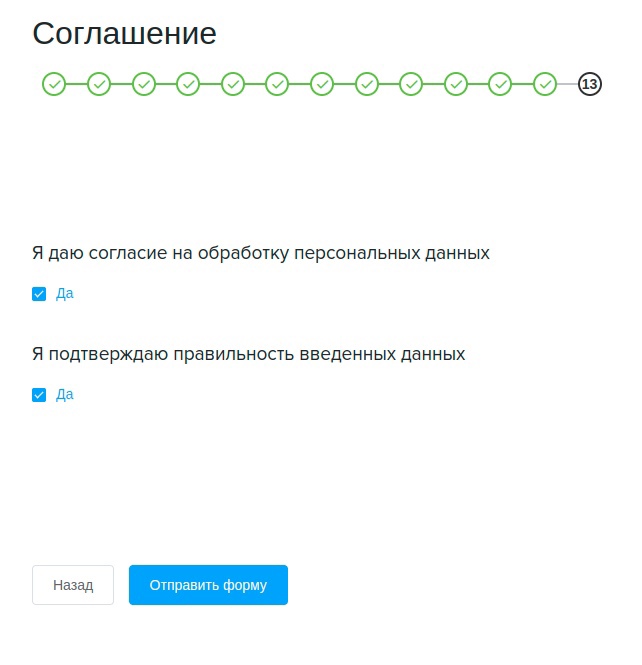 Соглашение
13
Я даю согласие на обработку персональных данных
Да
Я подтверждаю правильность введенных данных
Да
Назад Отправить форму